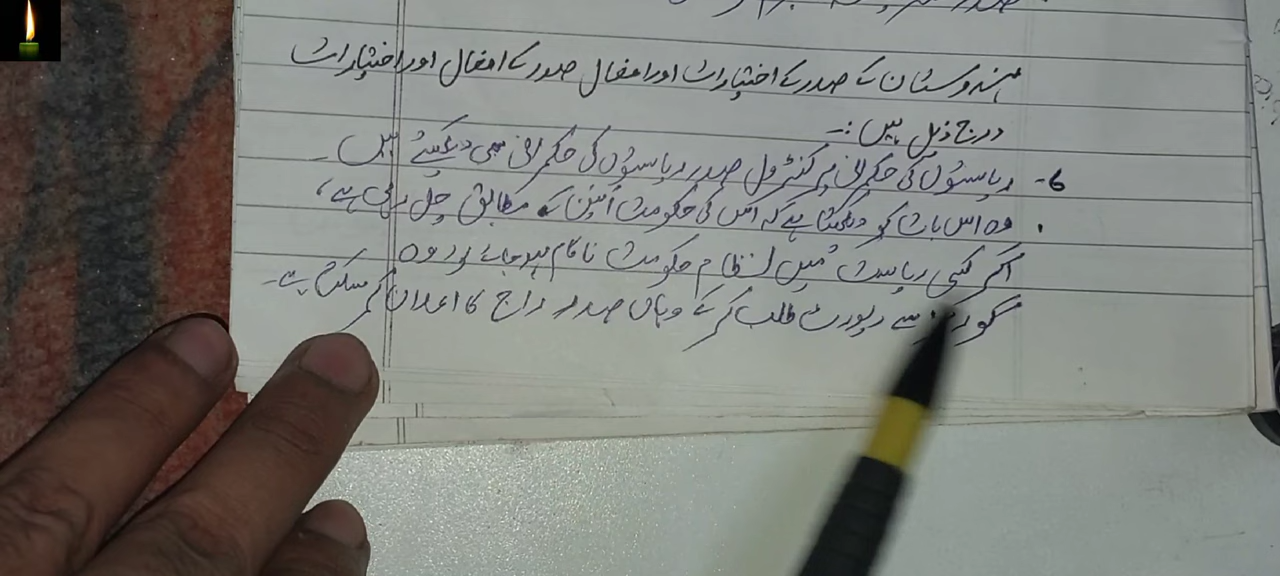 ہندوستان کے صدر کے اختیارات اور افعال صدر کے افعال اور اختیارات
درج ذیل ہیں :-
6- ریاستوں کی حکمرانی پر کنٹرول صدر ریاستوں کی حکمرانی بھی دیکھتے ہیں -
. وہ اس بات کو دیکھتا ہے کہ اس کی حکومت آئین کے مطابق چل رہی ہے،
اگر کسی ریاست میں نظام حکومت ناکام ہو جائے تو وہ
گورنر سے رپورٹ طلب کر کے وہاں صدر راج کا اعلان کر سکتا ہے -